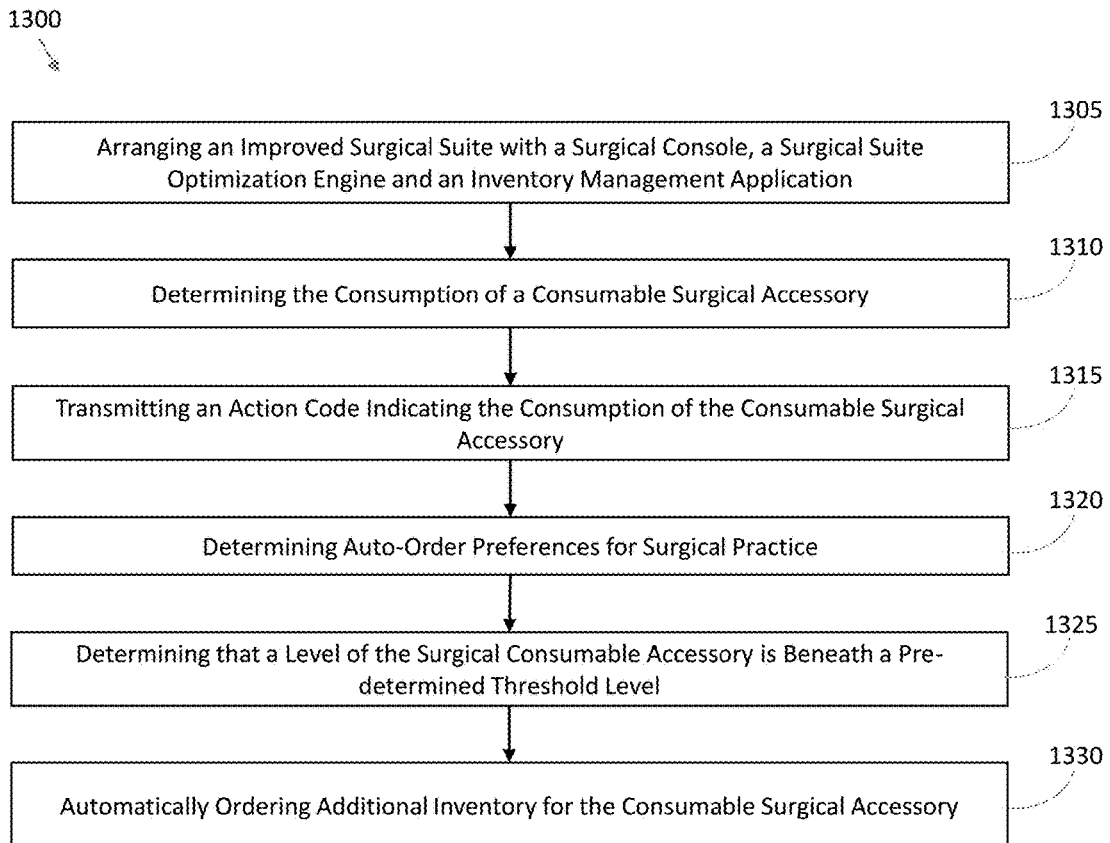 1300
1305
Arranging an Improved Surgical Suite with a Surgical Console, a Surgical Suite
Optimization Engine and an Inventory Management Application
1310
Determining the Consumption of a Consumable Surgical Accessory
1315
Transmitting an Action Code Indicating the Consumption of the Consumable Surgical
Accessory
1320
Determining Auto-Order Preferences for Surgical Practice
1325
Determining that a Level of the Surgical Consumable Accessory is Beneath a Pre-
determined Threshold Level
1330
Automatically Ordering Additional Inventory for the Consumable Surgical Accessory